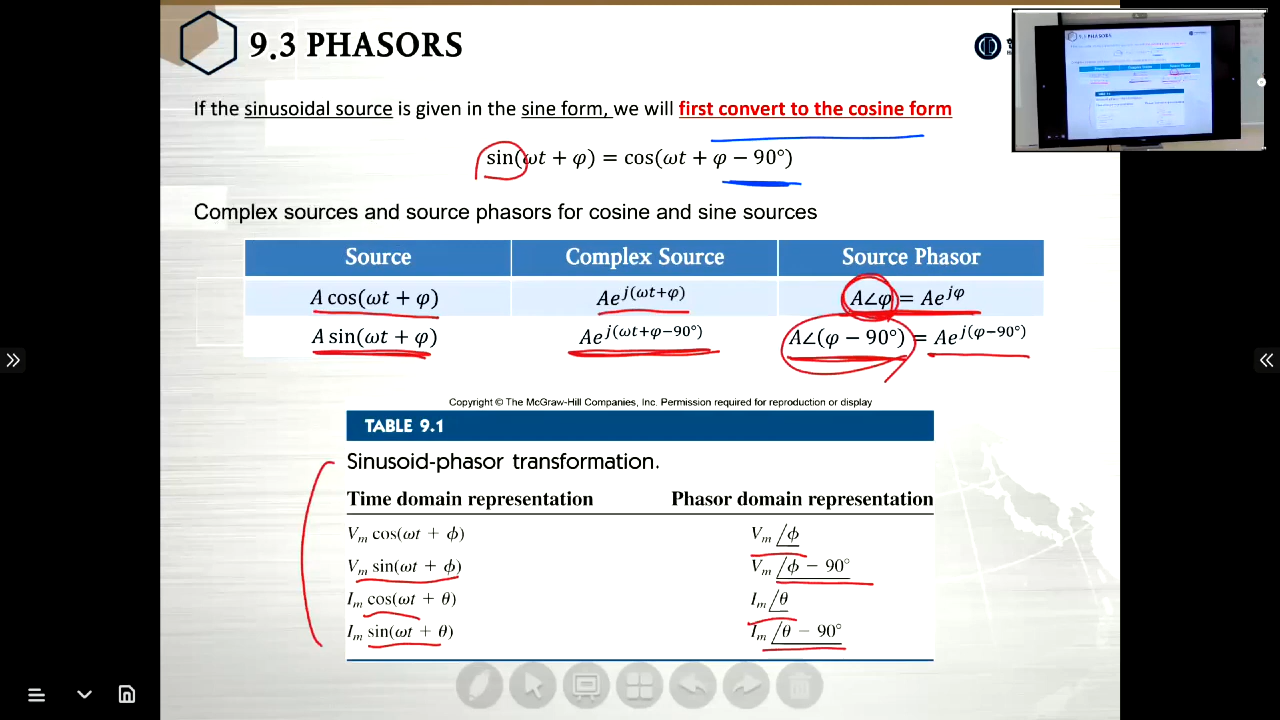 9.3 PHASORS
If the sinusoidal source is given in the sine form, we will first convert to the cosine form
sin(ωt + φ) = cos(ωt + φ − 90°)
Complex sources and source phasors for cosine and sine sources
Source Complex Source Source Phasor
A cos(ωt + φ) Ae^{j(ωt+φ)} A∠φ = Ae^{jφ}
A sin(ωt + φ) Ae^{j(ωt+φ−90°)} A∠(φ − 90°) = Ae^{j(φ−90°)}
Copyright © The McGraw-Hill Companies, Inc. Permission required for reproduction or display
TABLE 9.1
Sinusoid-phasor transformation.
Time domain representation Phasor domain representation
V_m cos(ωt + ϕ) V_m /ϕ
V_m sin(ωt + ϕ) V_m /ϕ − 90°
I_m cos(ωt + θ) I_m /θ
I_m sin(ωt + θ) I_m /θ − 90°
9.3 PHASORS